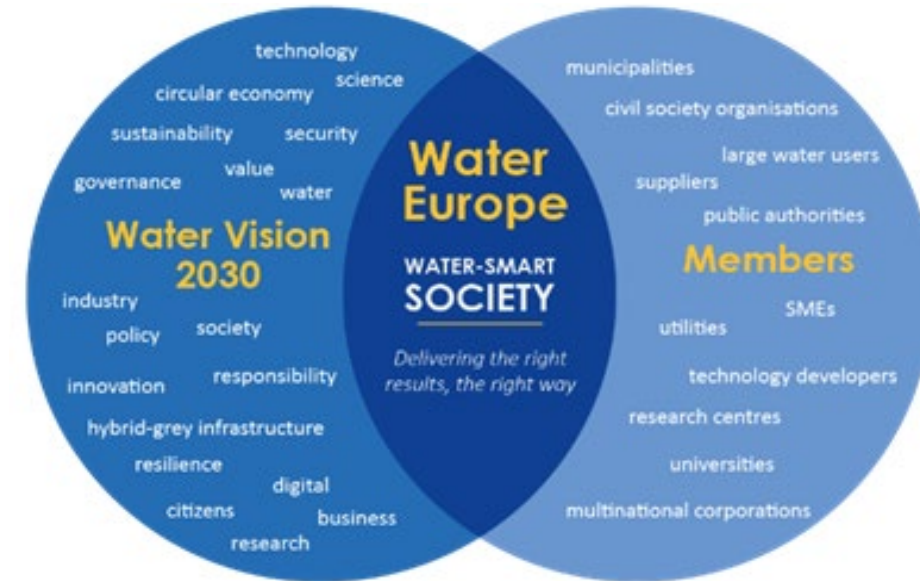 technology
science
circular economy
sustainability
security
value
governance
water
Water Vision
2030
industry
society
policy
responsibility
innovation
hybrid-grey infrastructure
resilience
digital
citizens
business
research
Water
Europe
WATER-SMART
SOCIETY
Delivering the right
results, the right way
municipalities
civil society organisations
large water users
suppliers
public authorities
Members
SMEs
utilities
technology developers
research centres
universities
multinational corporations